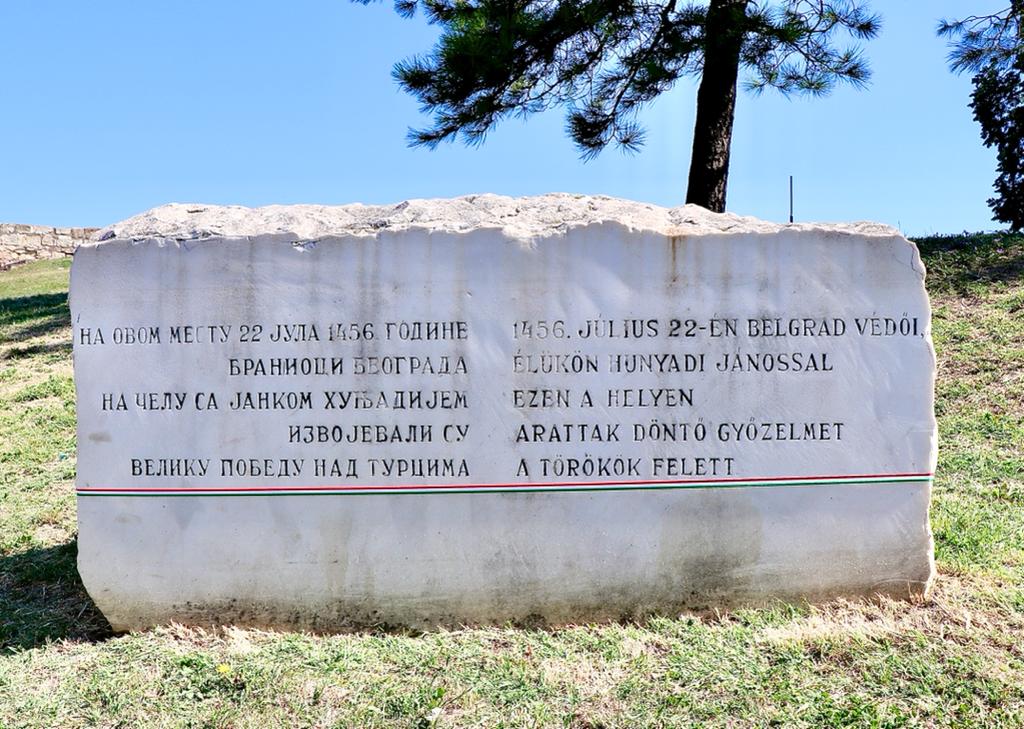 НА ОВОМ МЕСТУ 22 ЈУЛА 1456. ГОДИНЕ
БРАНИОЦИ БЕОГРАДА
НА ЧЕЛУ СА ЈАНКОМ ХУЊАДИЈЕМ
ИЗВОЈЕВАЛИ СУ
ВЕЛИКУ ПОБЕДУ НАД ТУРЦИМА
1456. JÚLIUS 22-ÉN BELGRAD VÉDŐI,
ÉLÜKÖN HUNYADI JÁNOSSAL
EZEN A HELYEN
ARATTAK DÖNTŐ GYŐZELMET
A TÖRÖKÖK FELETT